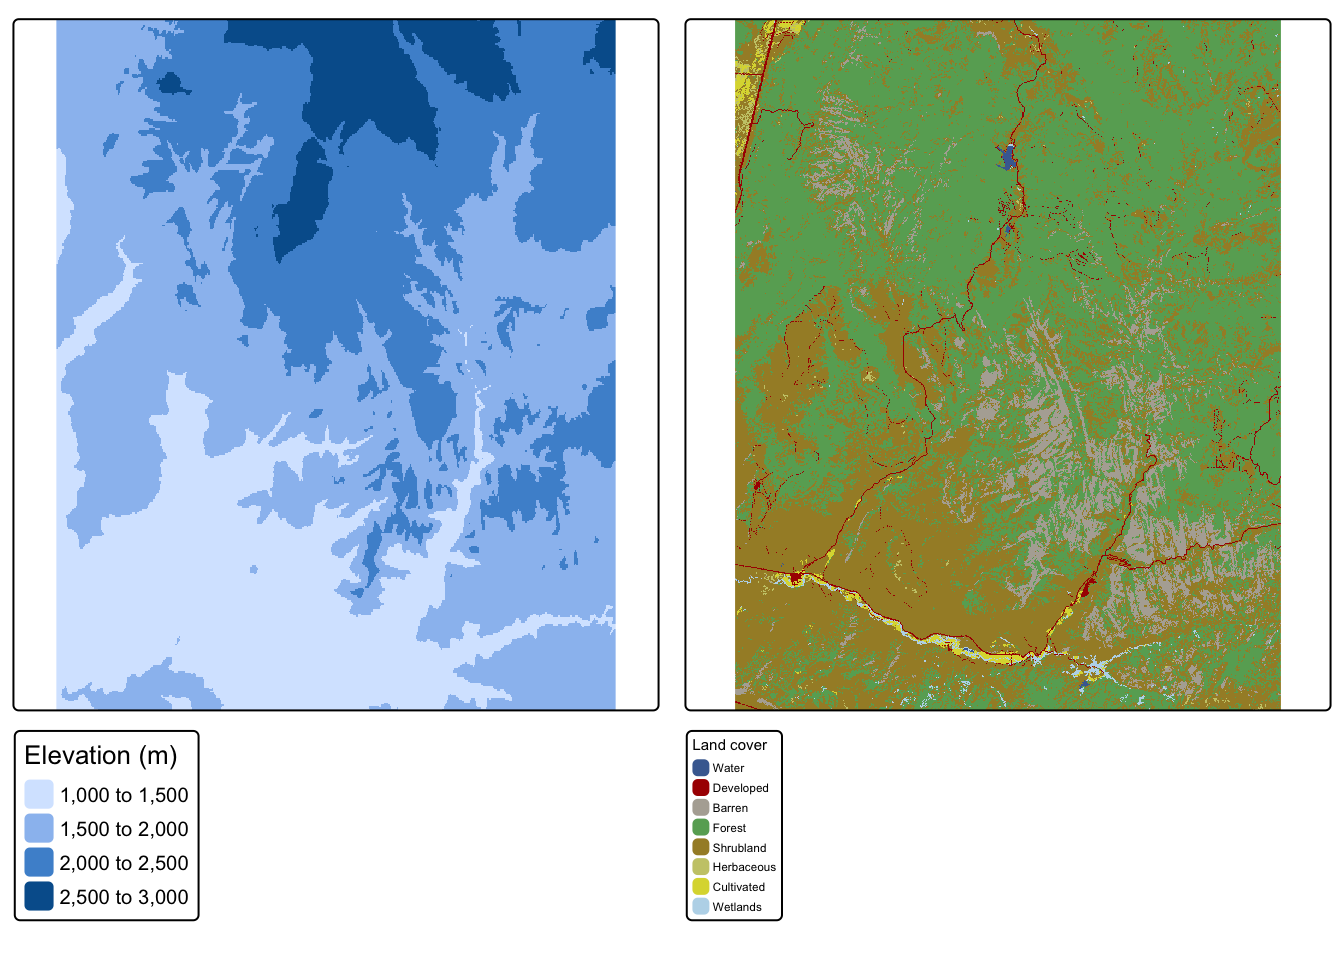 Elevation (m)
1,000 to 1,500
1,500 to 2,000
2,000 to 2,500
2,500 to 3,000
Land cover
Water
Developed
Barren
Forest
Shrubland
Herbaceous
Cultivated
Wetlands